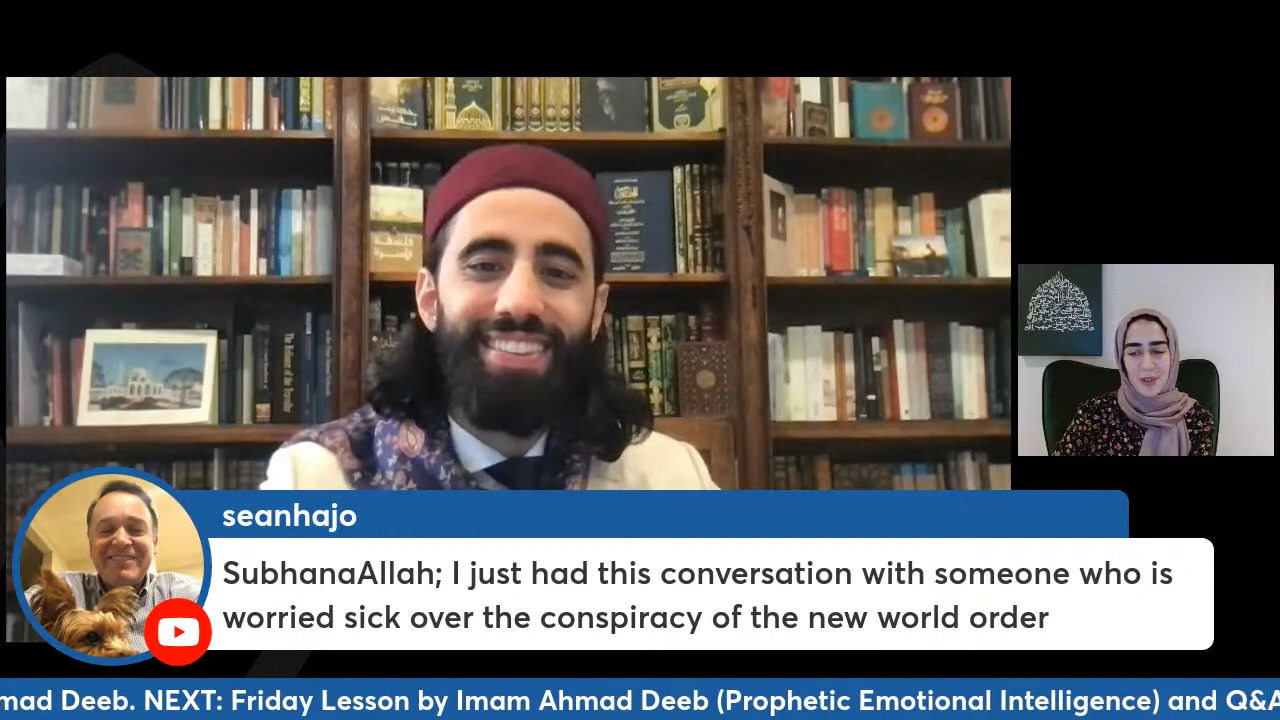 فلسفة
seanhajo
SubhanaAllah; I just had this conversation with someone who is
worried sick over the conspiracy of the new world order
mad Deeb. NEXT: Friday Lesson by Imam Ahmad Deeb (Prophetic Emotional Intelligence) and Q&A